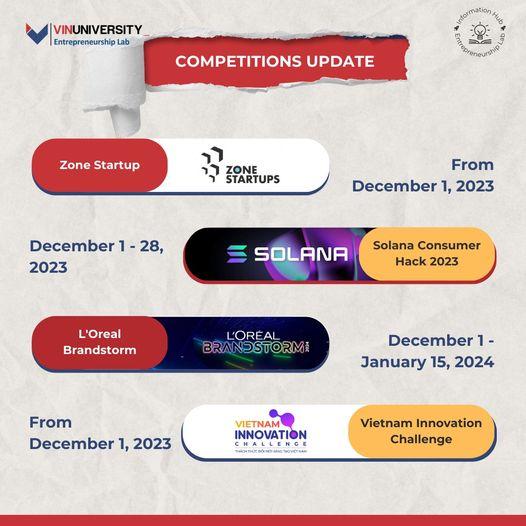 VINUNIVERSITY
Entrepreneurship Lab
Information Hub
Entrepreneurship Lab
COMPETITIONS UPDATE
Zone Startup
ZONE
STARTUPS
From
December 1, 2023
December 1 - 28,
2023
SOLANA
Solana Consumer
Hack 2023
L'Oreal
Brandstorm
L'ORÉAL
BRANDSTORM
December 1 -
January 15, 2024
From
December 1, 2023
VIETNAM
INNOVATION
CHALLENGE
THÁCH THỨC ĐỔI MỚI SÁNG TẠO VIỆT NAM
Vietnam Innovation
Challenge